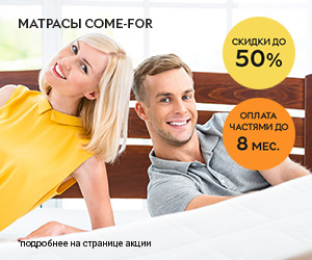 МАТРАСЫ COME-FOR
СКИДКИ ДО
50%
ОПЛАТА
ЧАСТЯМИ ДО
8 МЕС.
*подробнее на странице акции